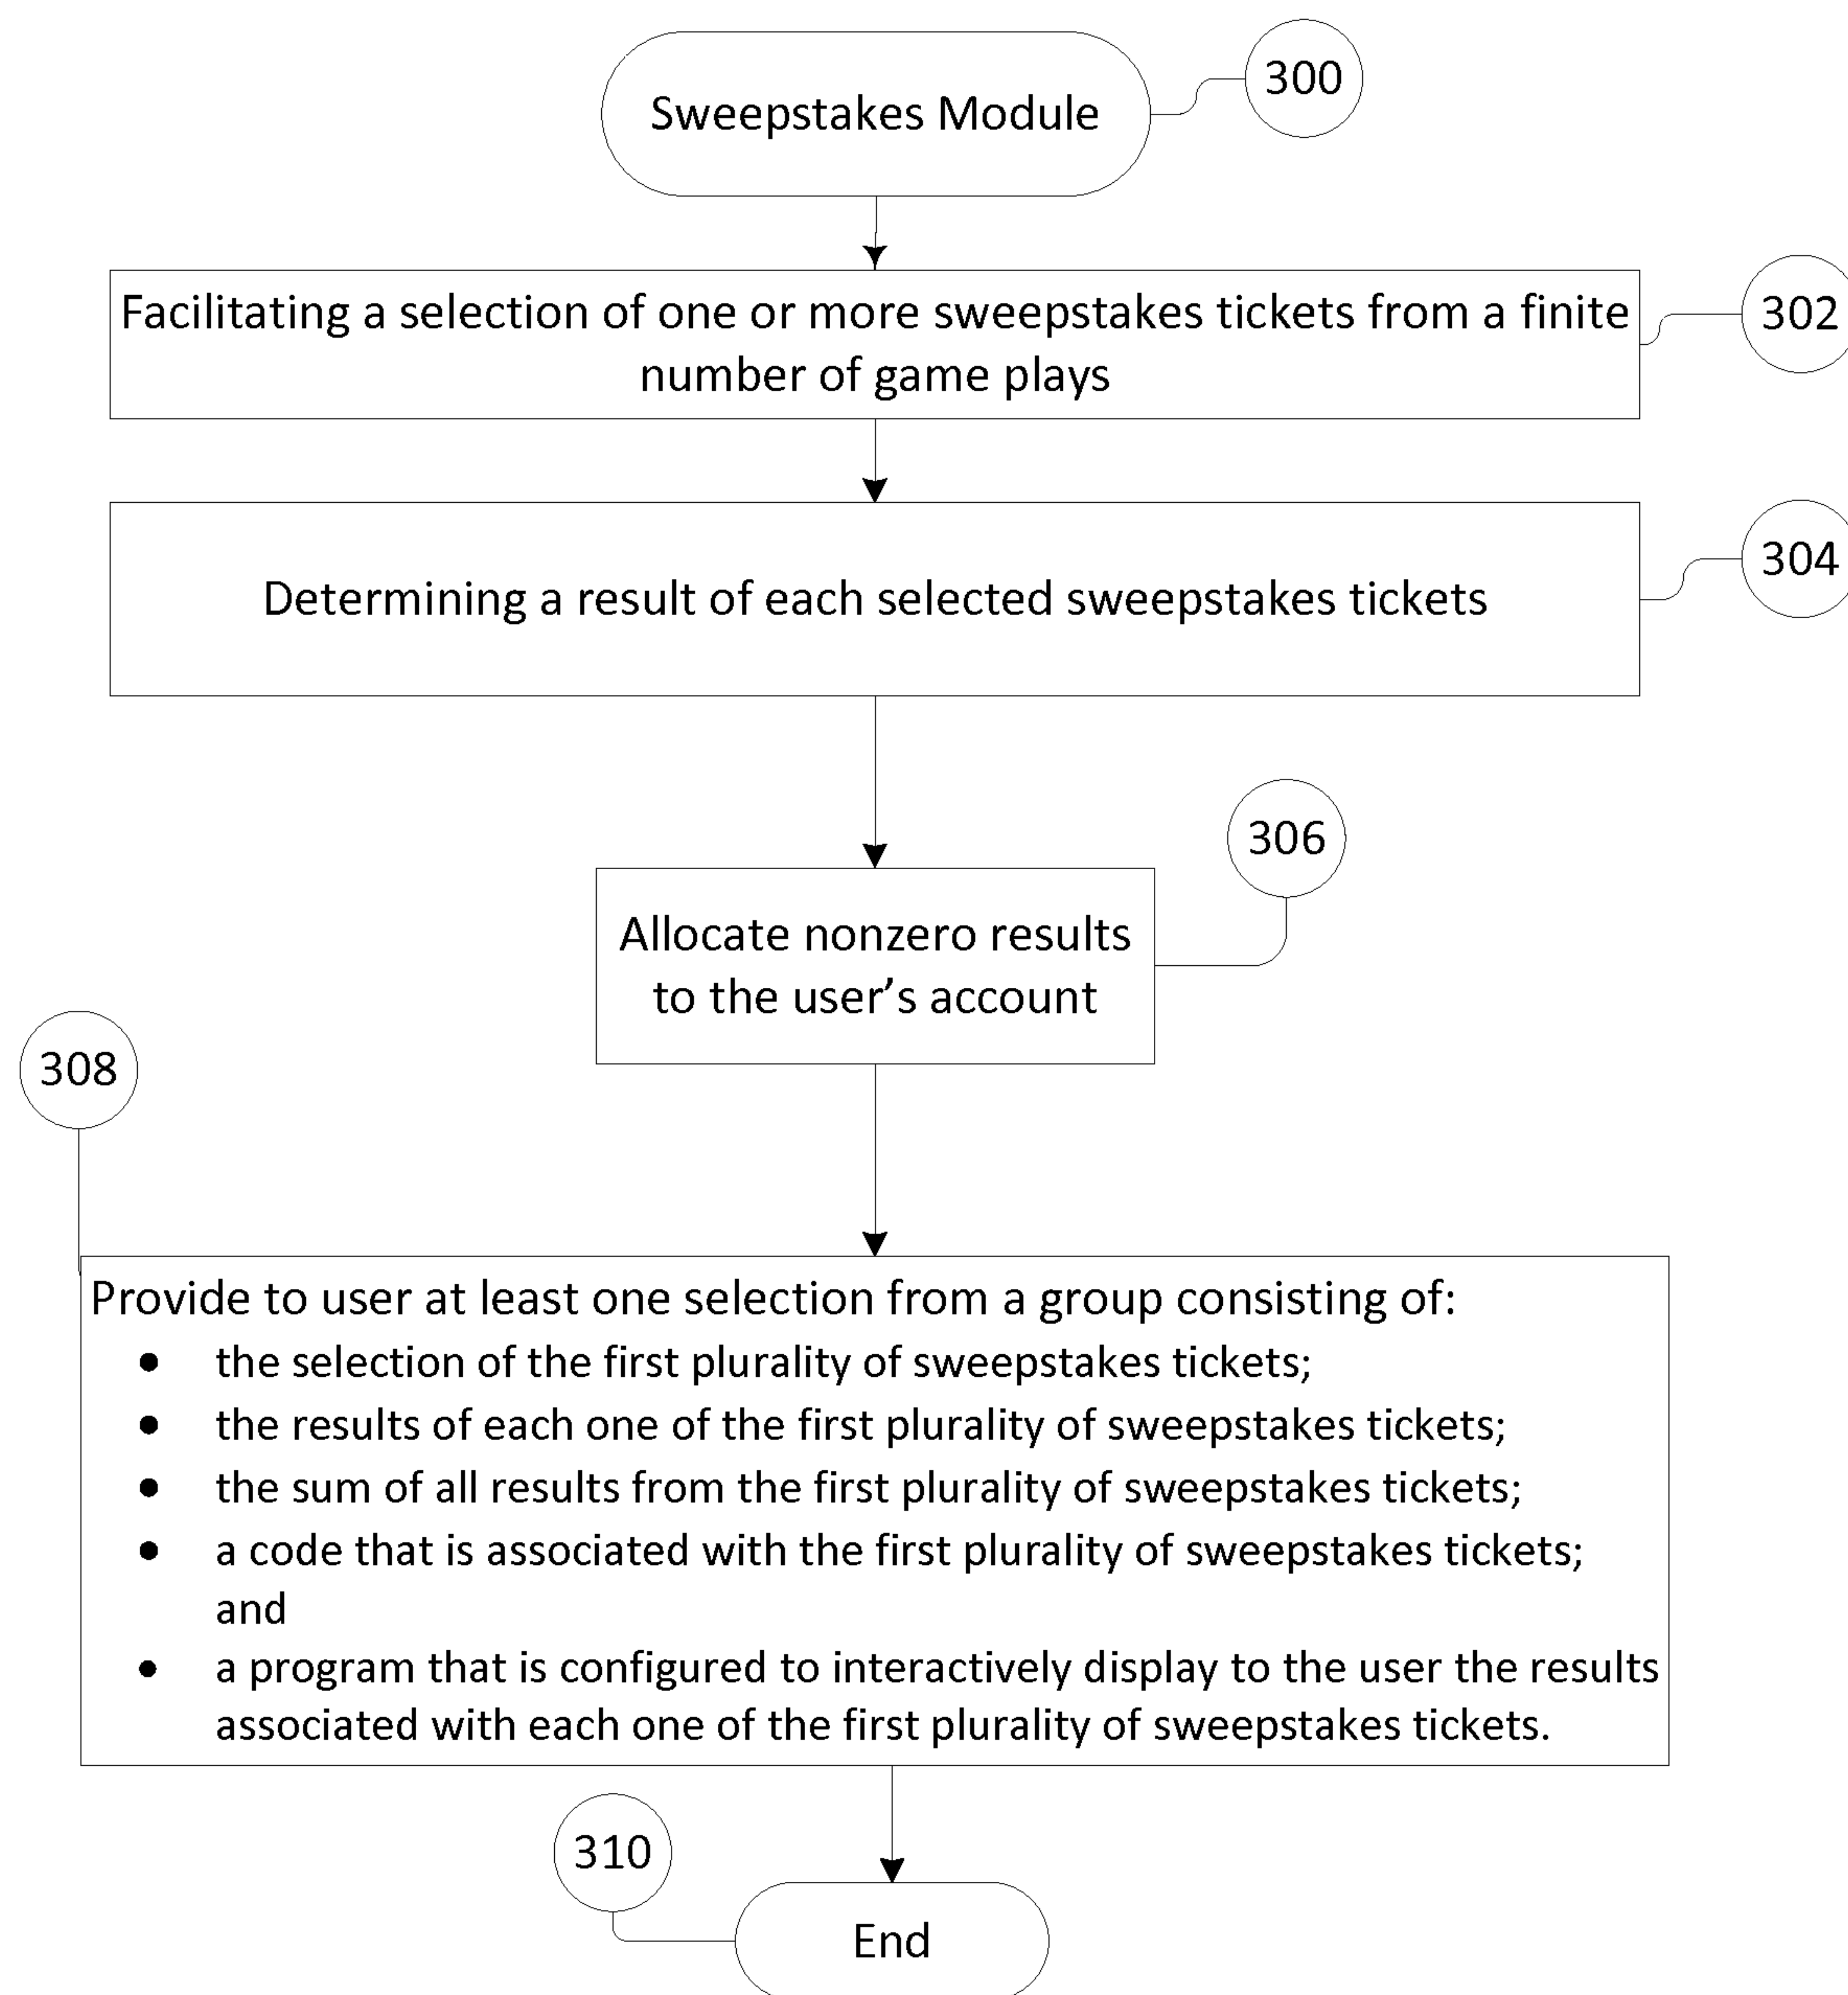 Sweepstakes Module
300
Facilitating a selection of one or more sweepstakes tickets from a finite
number of game plays
302
Determining a result of each selected sweepstakes tickets
304
306
Allocate nonzero results
to the user's account
308
Provide to user at least one selection from a group consisting of:
● the selection of the first plurality of sweepstakes tickets;
● the results of each one of the first plurality of sweepstakes tickets;
● the sum of all results from the first plurality of sweepstakes tickets;
● a code that is associated with the first plurality of sweepstakes tickets;
and
● a program that is configured to interactively display to the user the results
associated with each one of the first plurality of sweepstakes tickets.
310
End